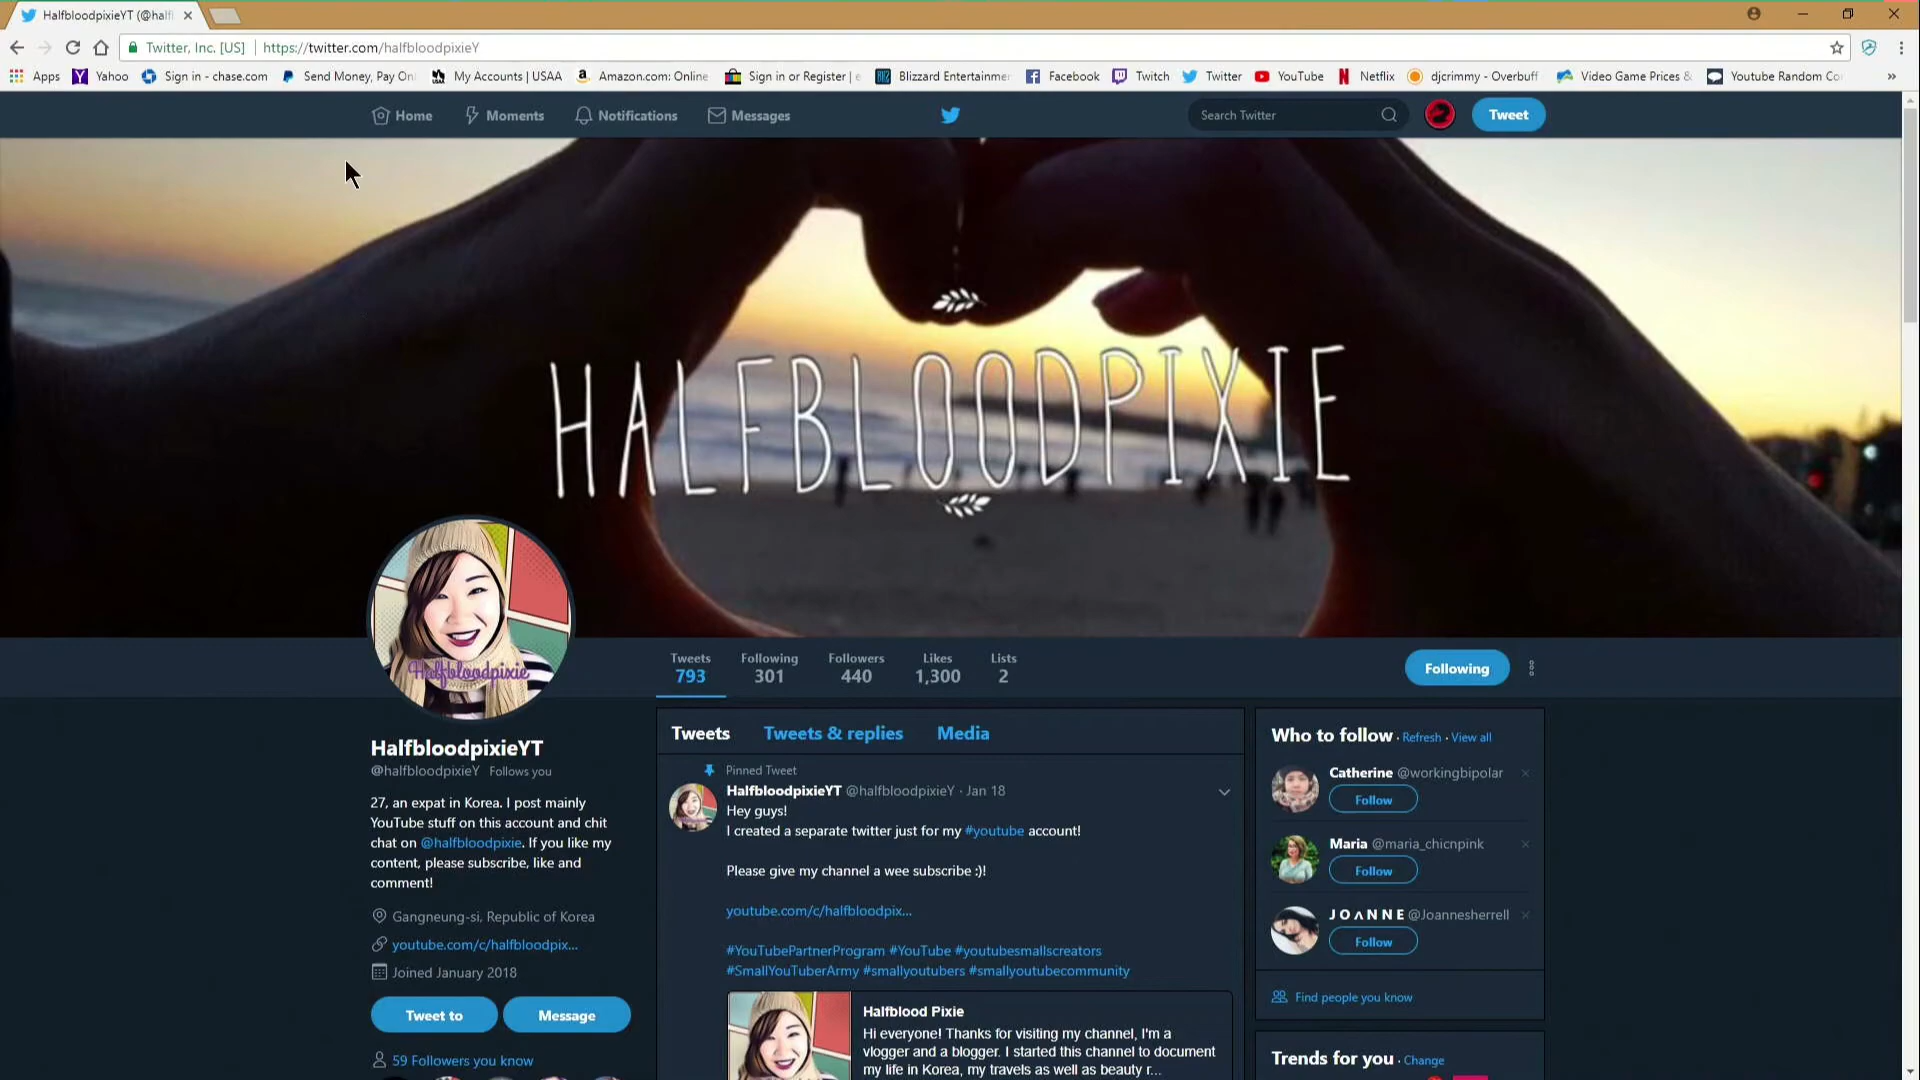 HalfbloodpixieYT (@half
Twitter, Inc. [US] https://twitter.com/halfbloodpixieY
Apps Yahoo Sign in - chase.com Send Money, Pay On My Accounts | USAA Amazon.com: Online Sign in or Register | e Blizzard Entertainmen Facebook Twitch Twitter YouTube Netflix djcrimmy - Overbuff Video Game Prices & Youtube Random Co »
Home Moments Notifications Messages Search Twitter Tweet
HALFBLOODPIXIE
Halfbloodpixie
Tweets Following Followers Likes Lists
793 301 440 1,300 2
Following
HalfbloodpixieYT
@halfbloodpixieY Follows you
27, an expat in Korea. I post mainly
YouTube stuff on this account and chit
chat on @halfbloodpixie. If you like my
content, please subscribe, like and
comment!
Gangneung-si, Republic of Korea
youtube.com/c/halfbloodpix...
Joined January 2018
Tweet to Message
59 Followers you know
Tweets Tweets & replies Media
Pinned Tweet
HalfbloodpixieYT @halfbloodpixieY · Jan 18
Hey guys!
I created a separate twitter just for my #youtube account!
Please give my channel a wee subscribe :)!
youtube.com/c/halfbloodpix...
#YouTubePartnerProgram #YouTube #youtubesmallscreators
#SmallYouTuberArmy #smallyoutubers #smallyoutubecommunity
Halfblood Pixie
Hi everyone! Thanks for visiting my channel, I'm a
vlogger and a blogger. I started this channel to document
my life in Korea, my travels as well as beauty r...
Who to follow · Refresh · View all
Catherine @workingbipolar
Follow
Maria @maria_chicnpink
Follow
J O Λ N N E @Joannesherrell
Follow
Find people you know
Trends for you · Change